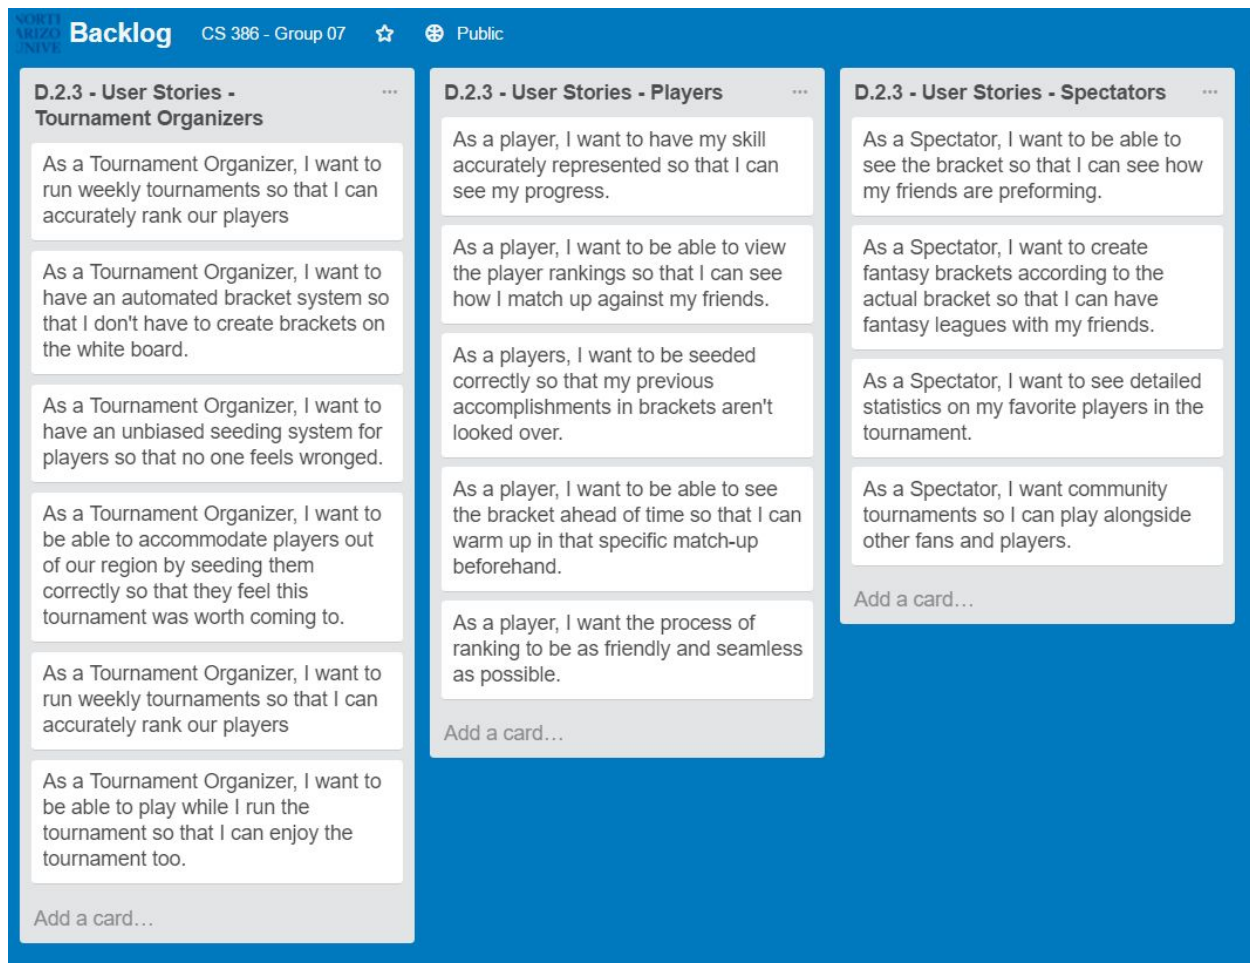 NORTH
ARIZO
UNIVE
Backlog CS 386 - Group 07 Public
D.2.3 - User Stories -
Tournament Organizers
As a Tournament Organizer, I want to
run weekly tournaments so that I can
accurately rank our players
As a Tournament Organizer, I want to
have an automated bracket system so
that I don't have to create brackets on
the white board.
As a Tournament Organizer, I want to
have an unbiased seeding system for
players so that no one feels wronged.
As a Tournament Organizer, I want to
be able to accommodate players out
of our region by seeding them
correctly so that they feel this
tournament was worth coming to.
As a Tournament Organizer, I want to
run weekly tournaments so that I can
accurately rank our players
As a Tournament Organizer, I want to
be able to play while I run the
tournament so that I can enjoy the
tournament too.
Add a card…
D.2.3 - User Stories - Players
As a player, I want to have my skill
accurately represented so that I can
see my progress.
As a player, I want to be able to view
the player rankings so that I can see
how I match up against my friends.
As a players, I want to be seeded
correctly so that my previous
accomplishments in brackets aren't
looked over.
As a player, I want to be able to see
the bracket ahead of time so that I can
warm up in that specific match-up
beforehand.
As a player, I want the process of
ranking to be as friendly and seamless
as possible.
Add a card…
D.2.3 - User Stories - Spectators
As a Spectator, I want to be able to
see the bracket so that I can see how
my friends are preforming.
As a Spectator, I want to create
fantasy brackets according to the
actual bracket so that I can have
fantasy leagues with my friends.
As a Spectator, I want to see detailed
statistics on my favorite players in the
tournament.
As a Spectator, I want community
tournaments so I can play alongside
other fans and players.
Add a card…